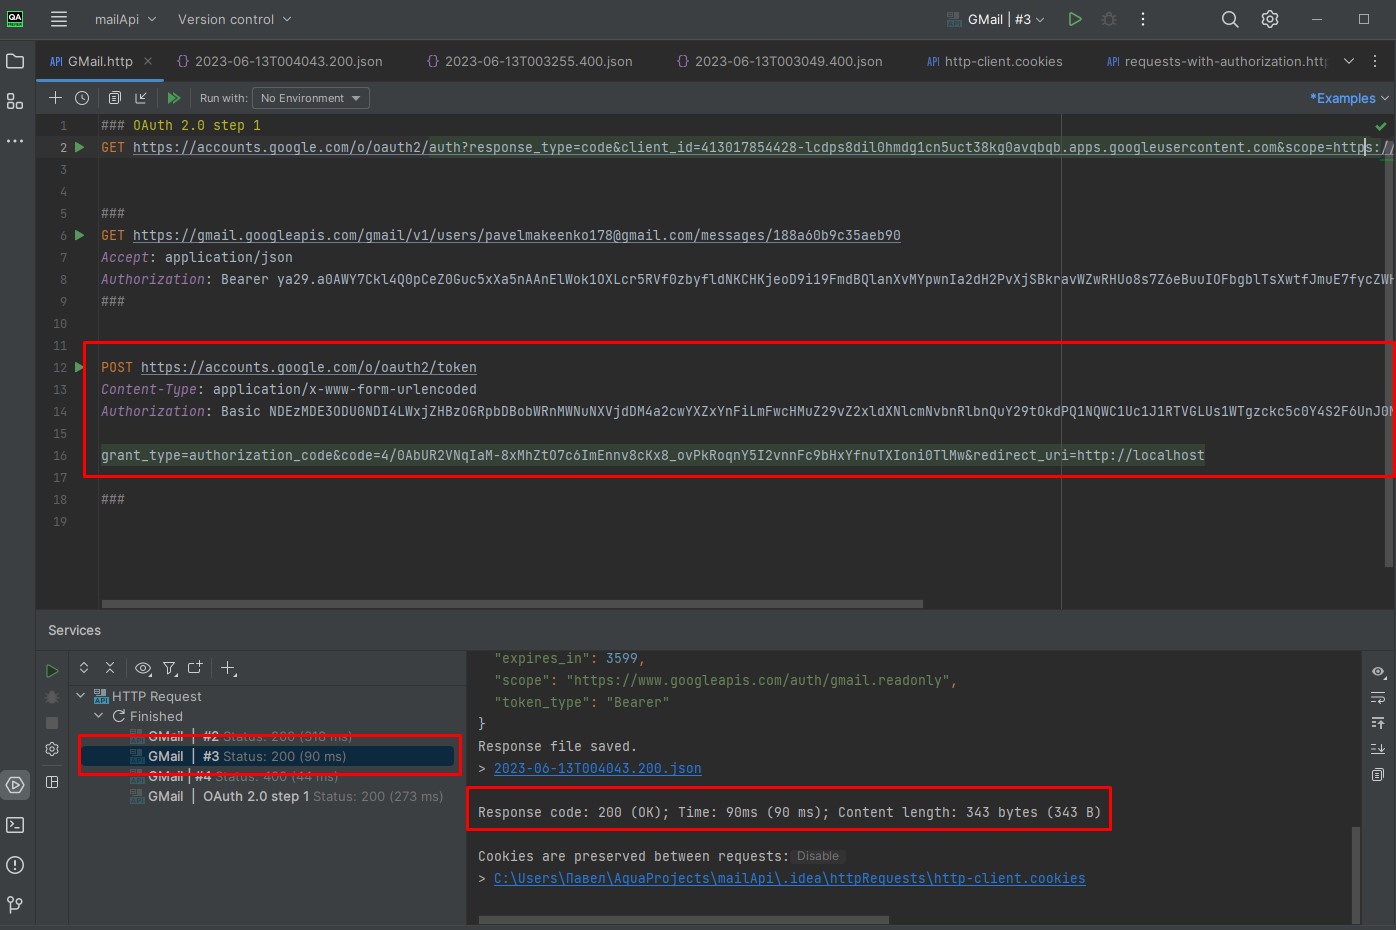 QA
mailApi
Version control
GMail | #3
API GMail.http
{} 2023-06-13T004043.200.json
{} 2023-06-13T003255.400.json
{} 2023-06-13T003049.400.json
API http-client.cookies
API requests-with-authorization.http
Run with: No Environment
*Examples
1 ### OAuth 2.0 step 1
2 GET https://accounts.google.com/o/oauth2/auth?response_type=code&client_id=413017854428-lcdps8dil0hmdg1cn5uct38kg0avqbqb.apps.googleusercontent.com&scope=https://
3
4
5 ###
6 GET https://gmail.googleapis.com/gmail/v1/users/pavelmakeenko178@gmail.com/messages/188a60b9c35aeb90
7 Accept: application/json
8 Authorization: Bearer
9 ###
10
11
12 POST https://accounts.google.com/o/oauth2/token
13 Content-Type: application/x-www-form-urlencoded
14 Authorization: Basic
15
16 grant_type=authorization_code&code=4/0AbUR2VNqIaM-8xMhZtO7c6ImEnnv8cKx8_ovPkRoqnY5I2vnnFc9bHxYfnuTXIoni0TlMw&redirect_uri=http://localhost
17
18 ###
19
Services
HTTP Request
Finished
GMail | #2 Status: 200 (318 ms)
GMail | #3 Status: 200 (90 ms)
GMail | #4 Status: 400 (44 ms)
GMail | OAuth 2.0 step 1 Status: 200 (273 ms)
"expires_in": 3599,
"scope": "https://www.googleapis.com/auth/gmail.readonly",
"token_type": "Bearer"
}
Response file saved.
> 2023-06-13T004043.200.json
Response code: 200 (OK); Time: 90ms (90 ms); Content length: 343 bytes (343 B)
Cookies are preserved between requests: Disable
> C:\Users\Павел\AquaProjects\mailApi\.idea\httpRequests\http-client.cookies